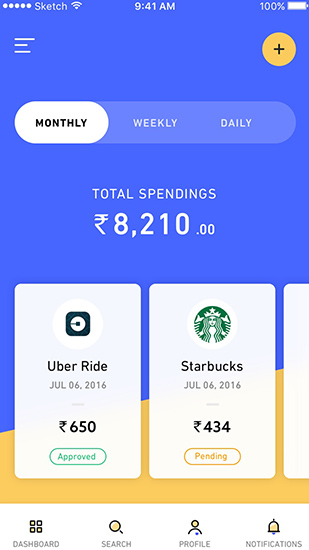 Sketch 9:41 AM 100%
+
MONTHLY WEEKLY DAILY
TOTAL SPENDINGS
₹8,210.00
Uber Ride
JUL 06, 2016
₹650
Approved
Starbucks
JUL 06, 2016
₹434
Pending
DASHBOARD SEARCH PROFILE NOTIFICATIONS